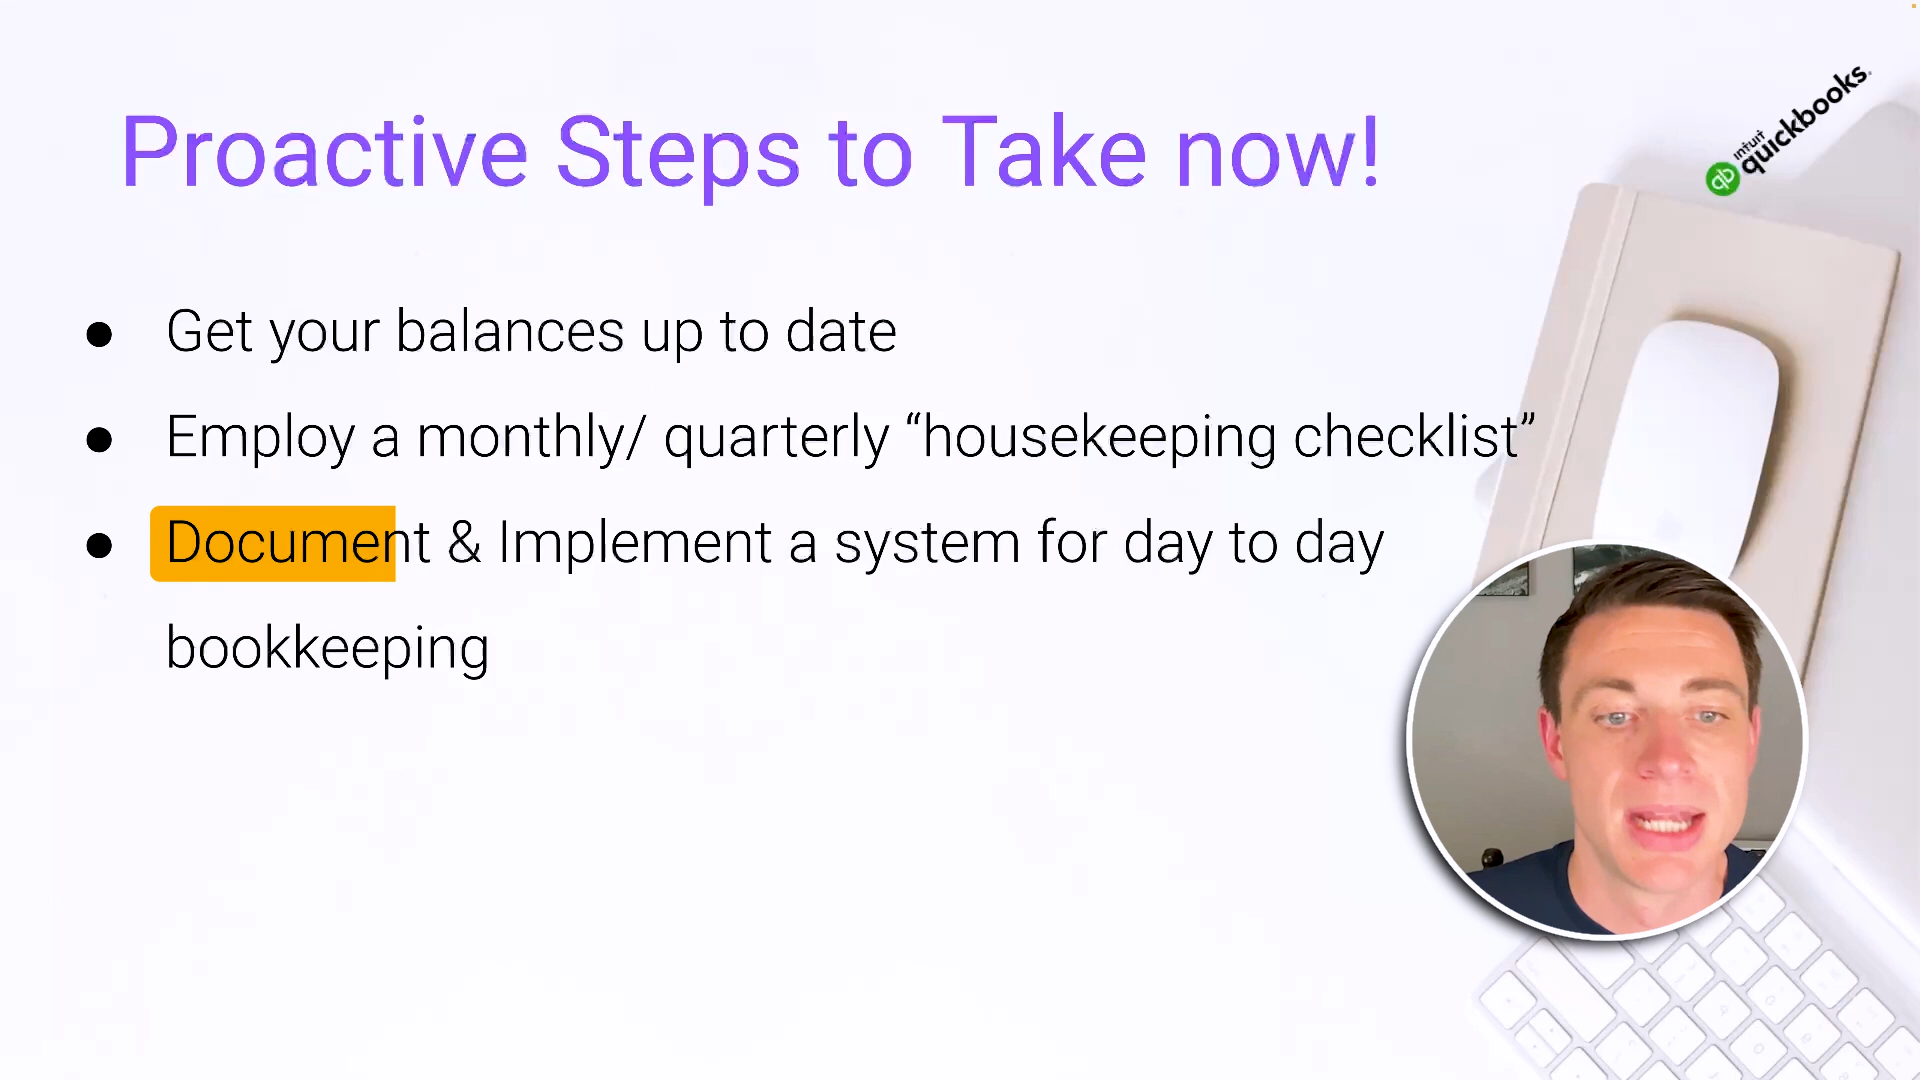 Proactive Steps to Take now!
INTUIT
quickbooks.
● Get your balances up to date
● Employ a monthly/ quarterly “housekeeping checklist”
● Document & Implement a system for day to day
bookkeeping